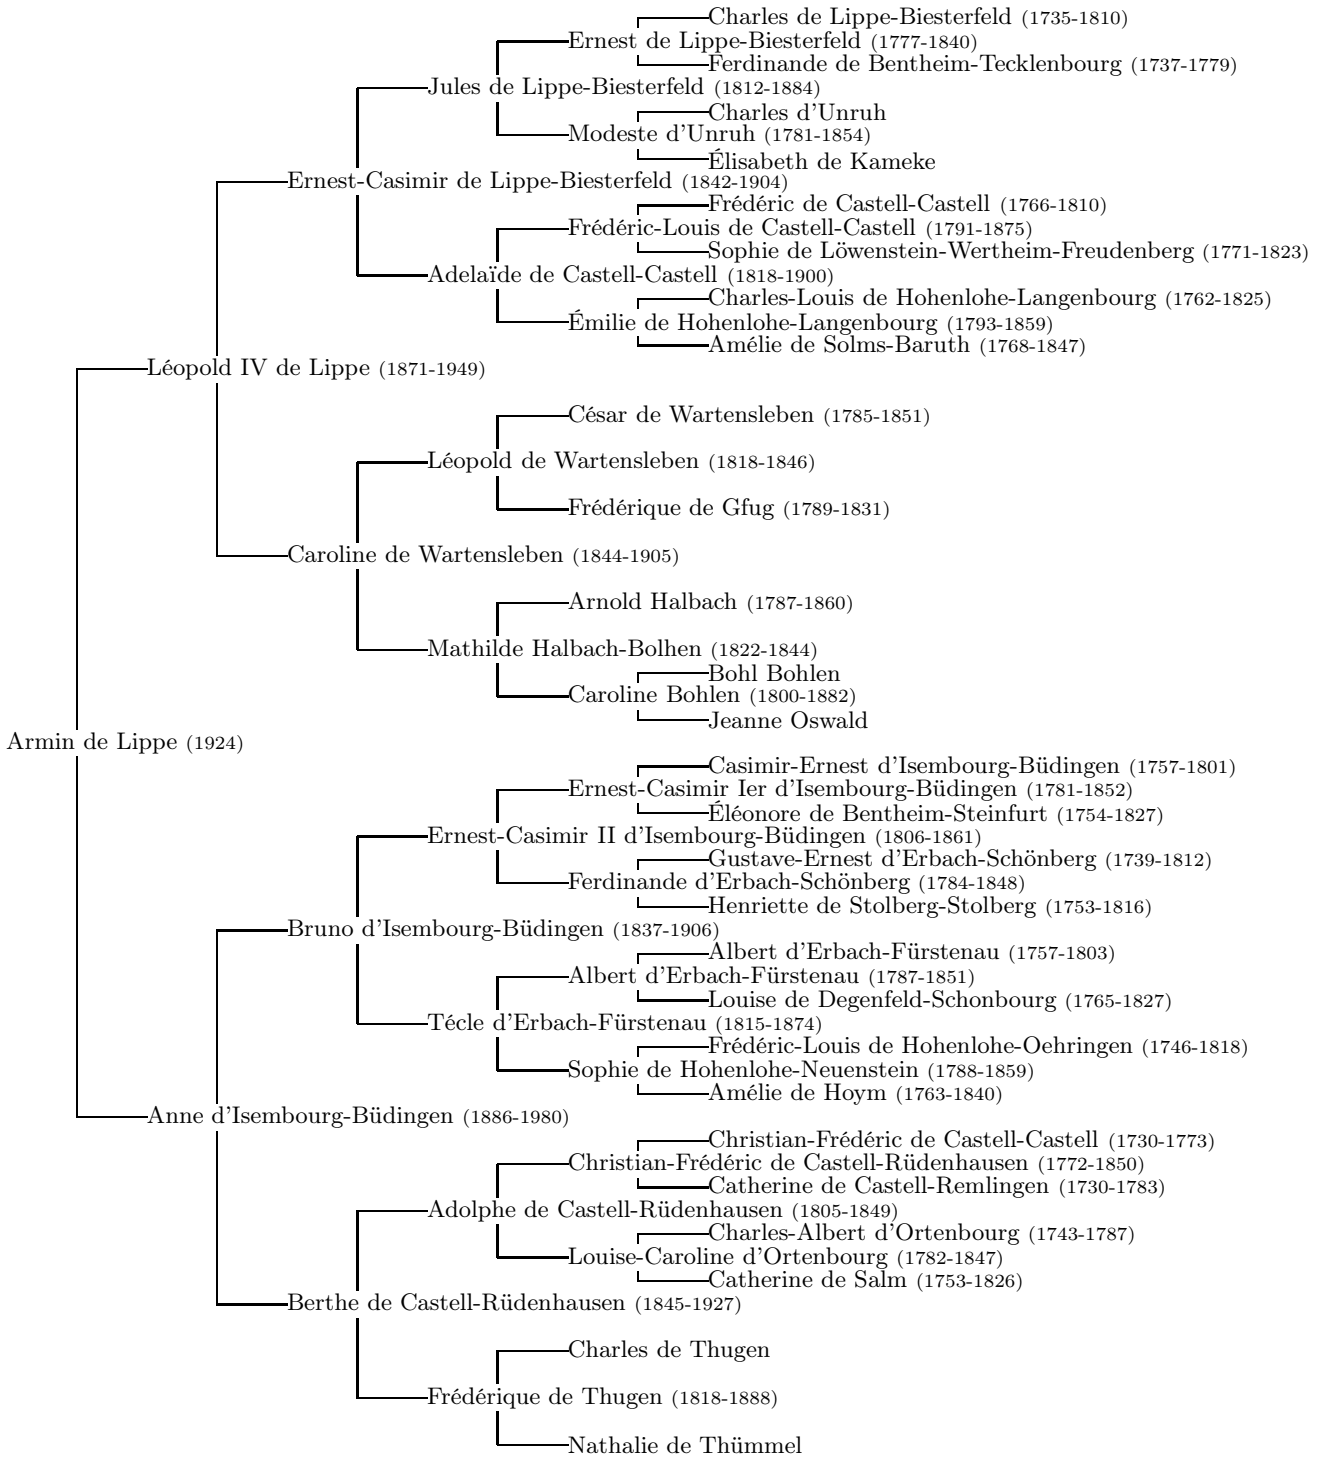 Charles de Lippe-Biesterfeld (1735-1810)
Ernest de Lippe-Biesterfeld (1777-1840)
Ferdinande de Bentheim-Tecklenbourg (1737-1779)
Jules de Lippe-Biesterfeld (1812-1884)
Charles d'Unruh
Modeste d'Unruh (1781-1854)
Élisabeth de Kameke
Ernest-Casimir de Lippe-Biesterfeld (1842-1904)
Frédéric de Castell-Castell (1766-1810)
Frédéric-Louis de Castell-Castell (1791-1875)
Sophie de Löwenstein-Wertheim-Freudenberg (1771-1823)
Adelaïde de Castell-Castell (1818-1900)
Charles-Louis de Hohenlohe-Langenbourg (1762-1825)
Émilie de Hohenlohe-Langenbourg (1793-1859)
Amélie de Solms-Baruth (1768-1847)
Léopold IV de Lippe (1871-1949)
César de Wartensleben (1785-1851)
Léopold de Wartensleben (1818-1846)
Frédérique de Gfug (1789-1831)
Caroline de Wartensleben (1844-1905)
Arnold Halbach (1787-1860)
Mathilde Halbach-Bolhen (1822-1844)
Bohl Bohlen
Caroline Bohlen (1800-1882)
Jeanne Oswald
Armin de Lippe (1924)
Casimir-Ernest d'Isembourg-Büdingen (1757-1801)
Ernest-Casimir Ier d'Isembourg-Büdingen (1781-1852)
Éléonore de Bentheim-Steinfurt (1754-1827)
Ernest-Casimir II d'Isembourg-Büdingen (1806-1861)
Gustave-Ernest d'Erbach-Schönberg (1739-1812)
Ferdinande d'Erbach-Schönberg (1784-1848)
Henriette de Stolberg-Stolberg (1753-1816)
Bruno d'Isembourg-Büdingen (1837-1906)
Albert d'Erbach-Fürstenau (1757-1803)
Albert d'Erbach-Fürstenau (1787-1851)
Louise de Degenfeld-Schonbourg (1765-1827)
Técle d'Erbach-Fürstenau (1815-1874)
Frédéric-Louis de Hohenlohe-Oehringen (1746-1818)
Sophie de Hohenlohe-Neuenstein (1788-1859)
Amélie de Hoym (1763-1840)
Anne d'Isembourg-Büdingen (1886-1980)
Christian-Frédéric de Castell-Castell (1730-1773)
Christian-Frédéric de Castell-Rüdenhausen (1772-1850)
Catherine de Castell-Remlingen (1730-1783)
Adolphe de Castell-Rüdenhausen (1805-1849)
Charles-Albert d'Ortenbourg (1743-1787)
Louise-Caroline d'Ortenbourg (1782-1847)
Catherine de Salm (1753-1826)
Berthe de Castell-Rüdenhausen (1845-1927)
Charles de Thugen
Frédérique de Thugen (1818-1888)
Nathalie de Thümmel